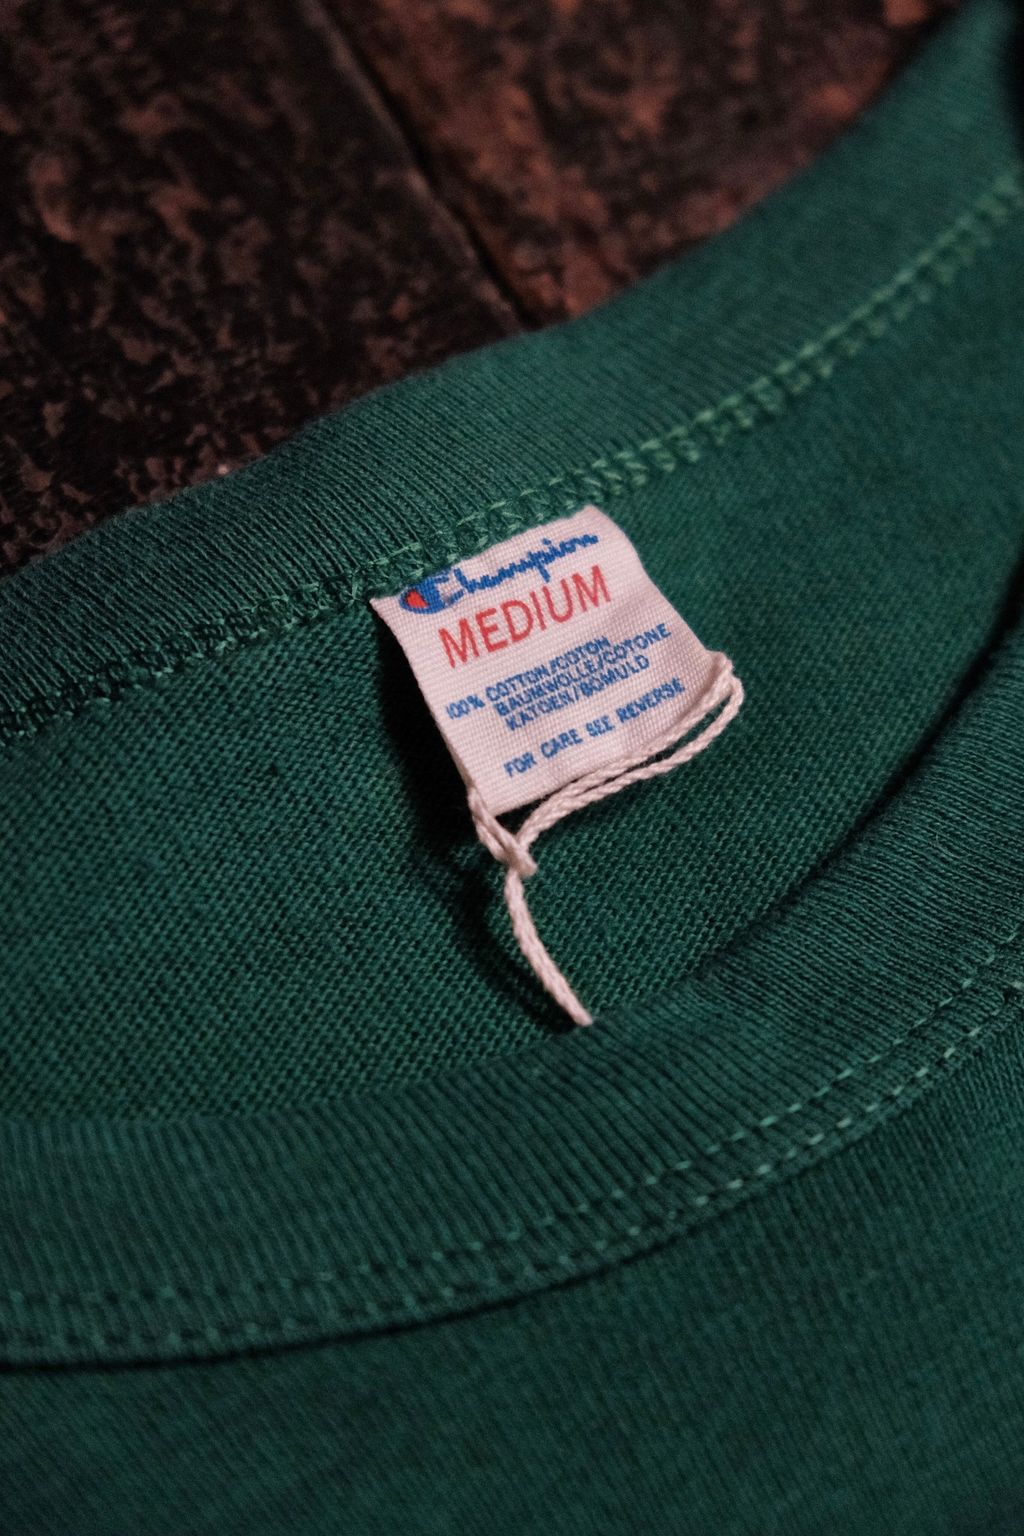 Champion
MEDIUM
100% COTTON/COTON
BAUMWOLLE/COTONE
KATOEN/BOMULD
FOR CARE SEE REVERSE